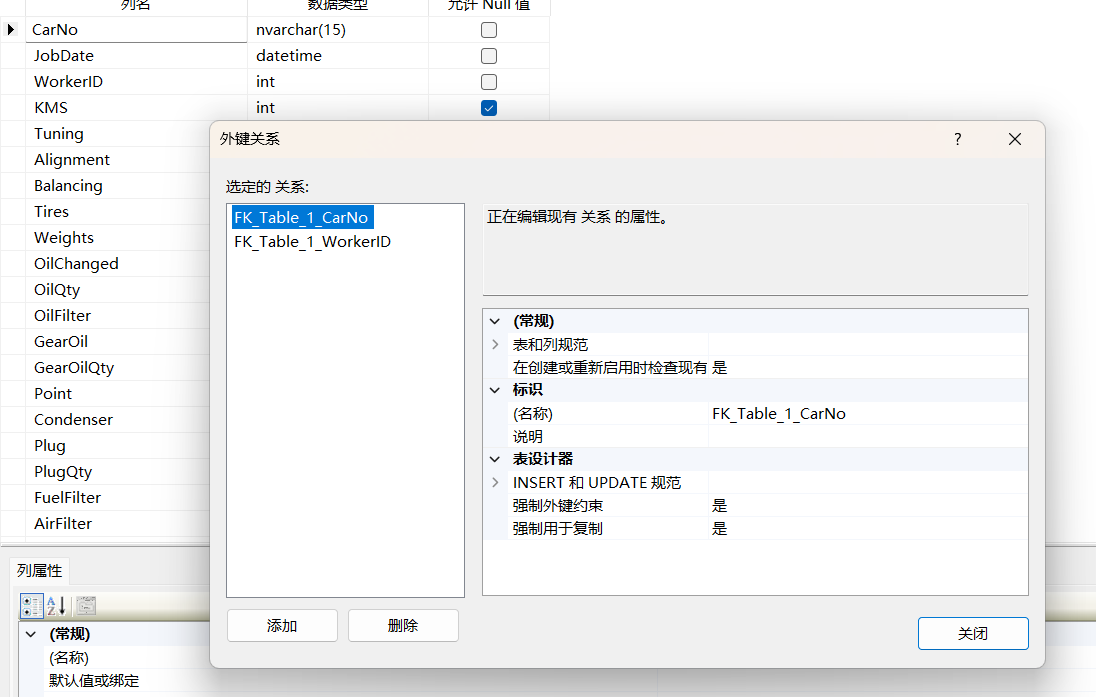 列名 数据类型 允许 Null 值
CarNo nvarchar(15)
JobDate datetime
WorkerID int
KMS int
Tuning
Alignment
Balancing
Tires
Weights
OilChanged
OilQty
OilFilter
GearOil
GearOilQty
Point
Condenser
Plug
PlugQty
FuelFilter
AirFilter
列属性
(常规)
(名称)
默认值或绑定
外键关系
?
选定的 关系:
FK_Table_1_CarNo
FK_Table_1_WorkerID
添加 删除
正在编辑现有 关系 的属性。
(常规)
表和列规范
在创建或重新启用时检查现有 是
标识
(名称) FK_Table_1_CarNo
说明
表设计器
INSERT 和 UPDATE 规范
强制外键约束 是
强制用于复制 是
关闭